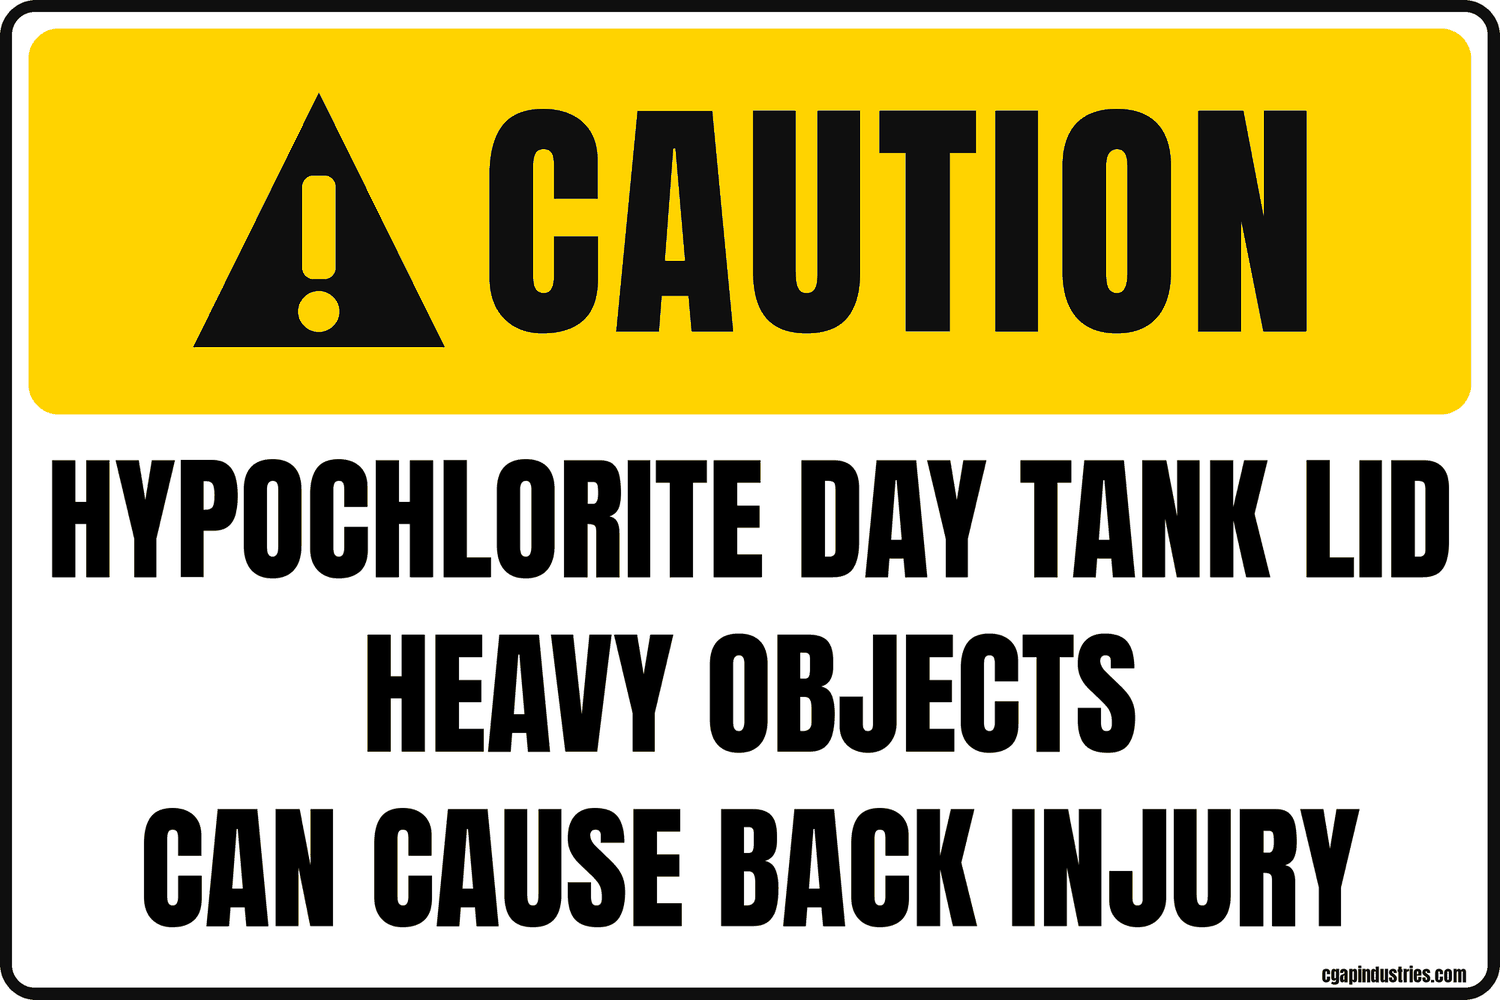 CAUTION
HYPOCHLORITE DAY TANK LID
HEAVY OBJECTS
CAN CAUSE BACK INJURY
cgapindustries.com